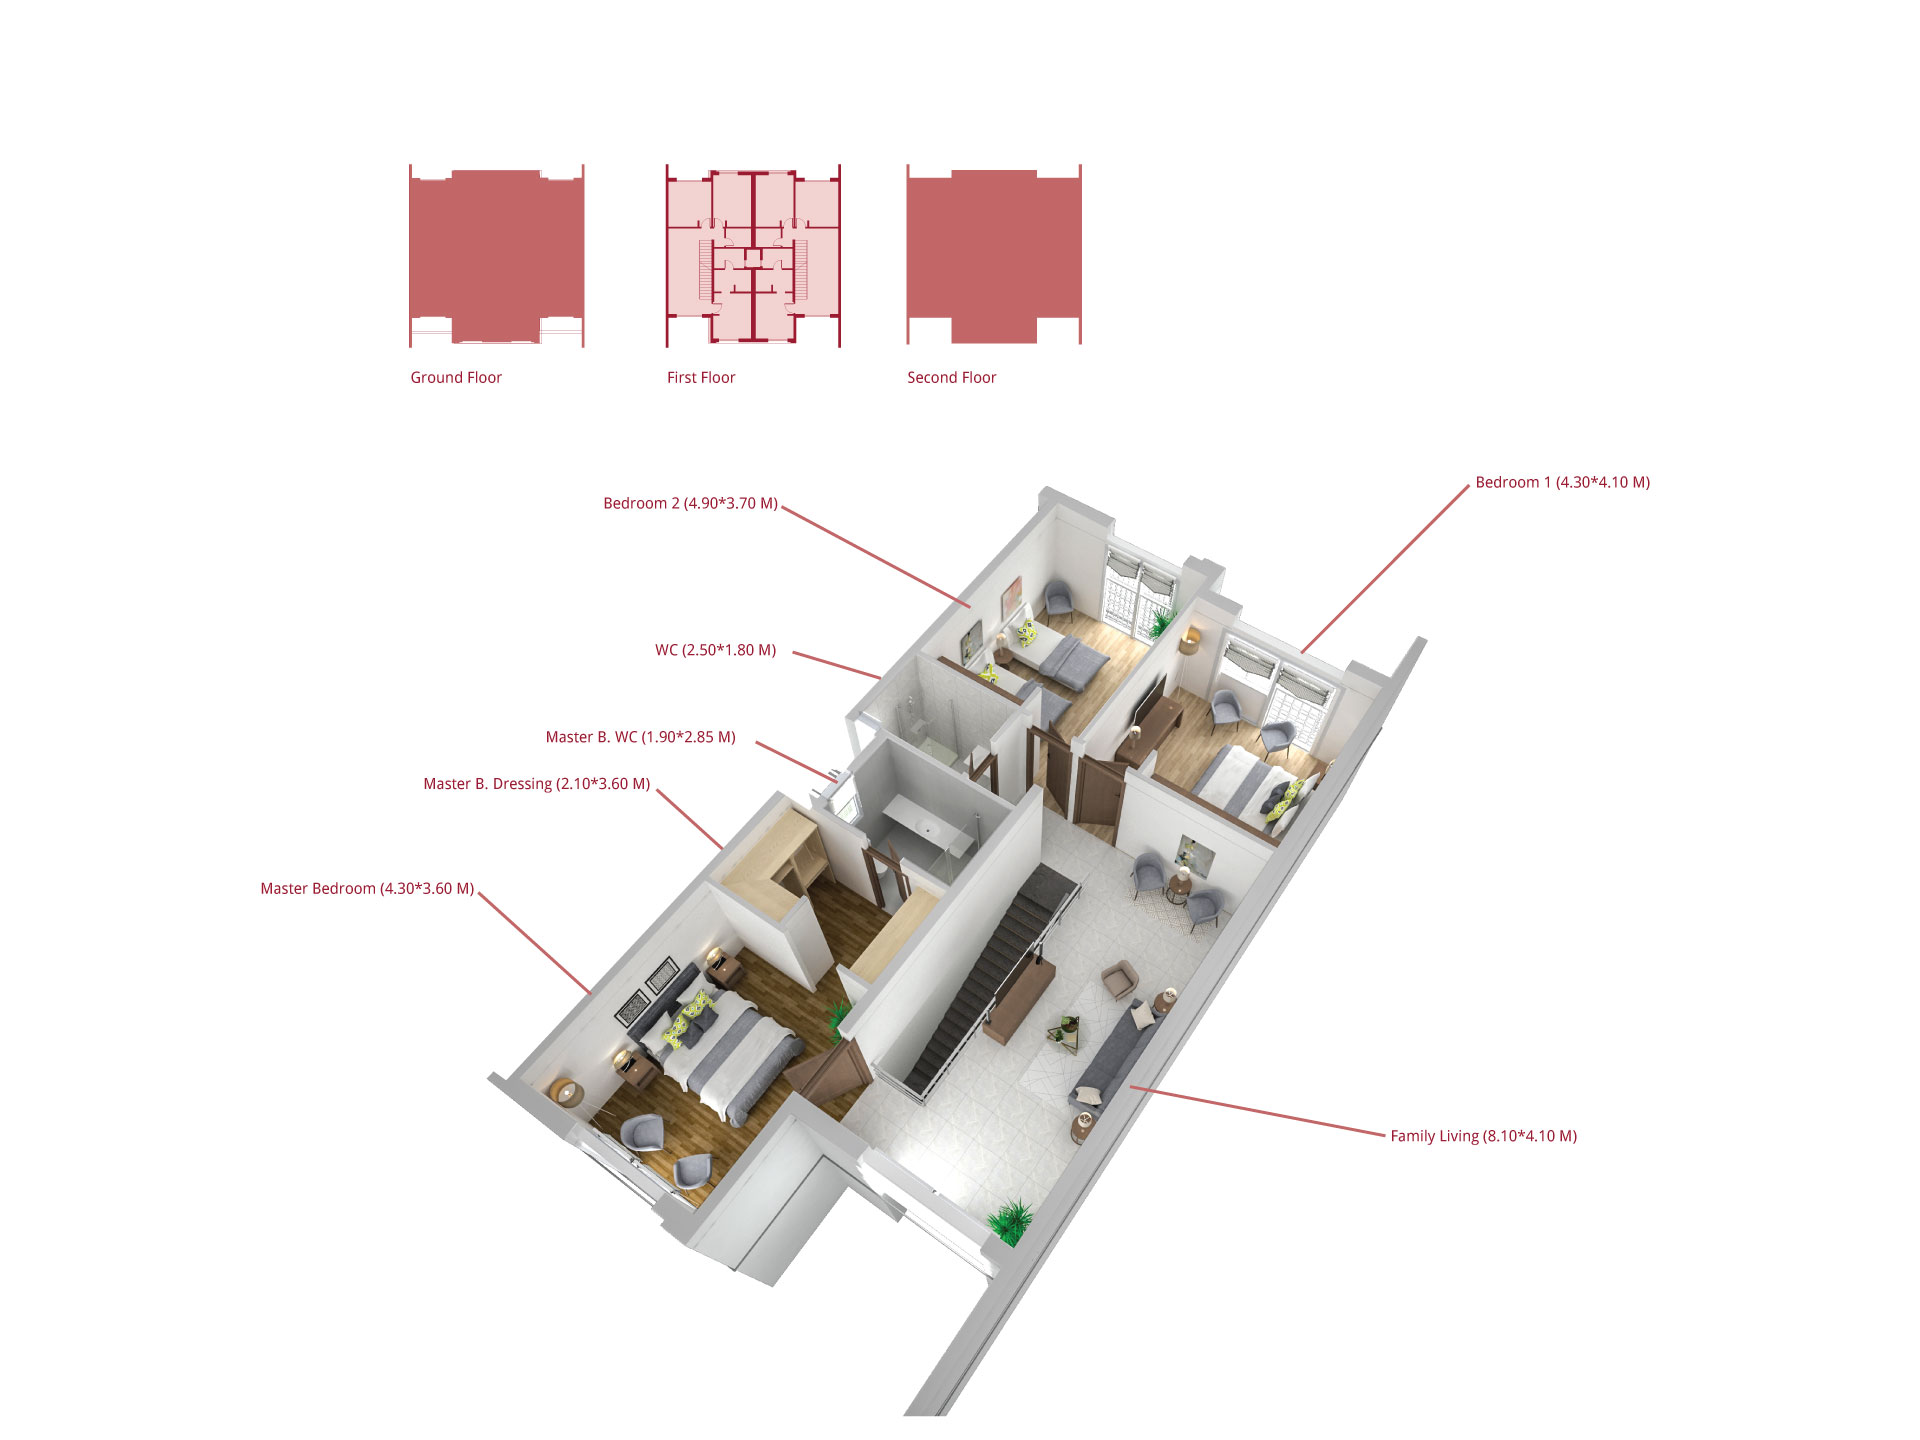 Ground Floor
First Floor
Second Floor
Bedroom 1 (4.30*4.10 M)
Bedroom 2 (4.90*3.70 M)
WC (2.50*1.80 M)
Master B. WC (1.90*2.85 M)
Master B. Dressing (2.10*3.60 M)
Master Bedroom (4.30*3.60 M)
Family Living (8.10*4.10 M)